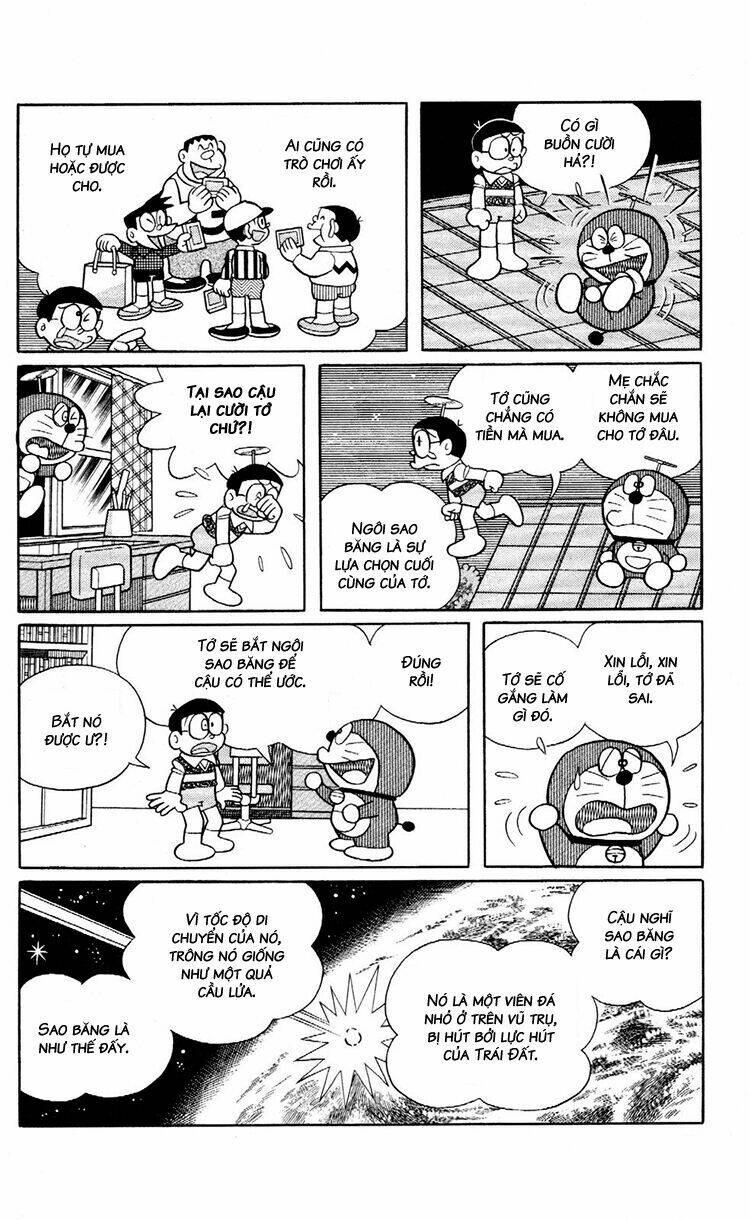 CÓ GÌ
BUỒN CƯỜI
HẢ?!
AI CŨNG CÓ
TRÒ CHƠI ẤY
RỒI.
HỌ TỰ MUA
HOẶC ĐƯỢC
CHO.
MẸ CHẮC
CHẮN SẼ
KHÔNG MUA
CHO TỚ ĐÂU.
TỚ CŨNG
CHẲNG CÓ
TIỀN MÀ MUA.
NGÔI SAO
BĂNG LÀ SỰ
LỰA CHỌN CUỐI
CÙNG CỦA TỚ.
TẠI SAO CẬU
LẠI CƯỜI TỚ
CHỨ?!
XIN LỖI, XIN
LỖI, TỚ ĐÃ
SAI.
TỚ SẼ CỐ
GẮNG LÀM
GÌ ĐÓ.
ĐÚNG
RỒI!
TỚ SẼ BẮT NGÔI
SAO BĂNG ĐỂ
CẬU CÓ THỂ ƯỚC.
BẮT NÓ
ĐƯỢC Ư?!
CẬU NGHĨ
SAO BĂNG
LÀ CÁI GÌ?
NÓ LÀ MỘT VIÊN ĐÁ
NHỎ Ở TRÊN VŨ TRỤ,
BỊ HÚT BỞI LỰC HÚT
CỦA TRÁI ĐẤT.
VÌ TỐC ĐỘ DI
CHUYỂN CỦA NÓ,
TRÔNG NÓ GIỐNG
NHƯ MỘT QUẢ
CẦU LỬA.
SAO BĂNG LÀ
NHƯ THẾ ĐẤY.